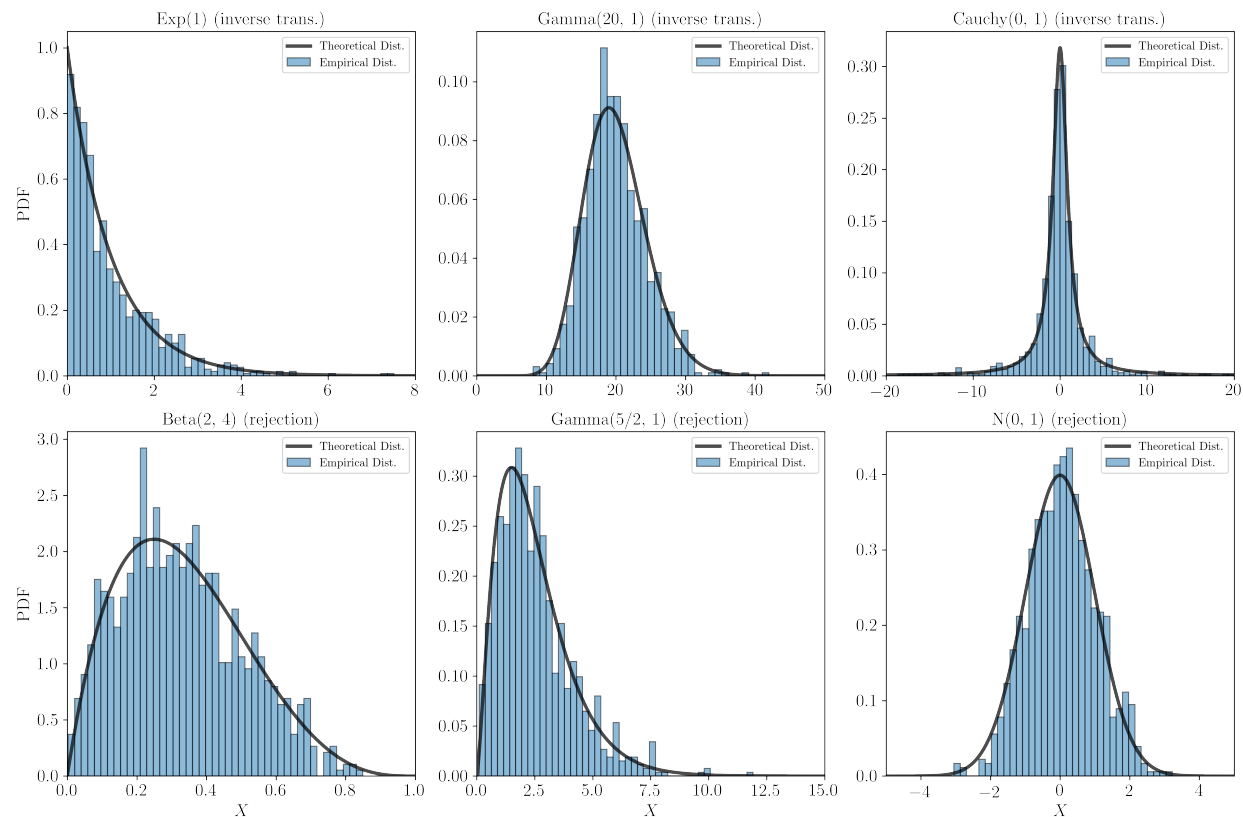 Exp(1) (inverse trans.)
Theoretical Dist.
Empirical Dist.
PDF
1.0
0.8
0.6
0.4
0.2
0.0
0 2 4 6 8
Gamma(20, 1) (inverse trans.)
Theoretical Dist.
Empirical Dist.
0.10
0.08
0.06
0.04
0.02
0.00
0 10 20 30 40 50
Cauchy(0, 1) (inverse trans.)
Theoretical Dist.
Empirical Dist.
0.30
0.25
0.20
0.15
0.10
0.05
0.00
−20 −10 0 10 20
Beta(2, 4) (rejection)
Theoretical Dist.
Empirical Dist.
PDF
3.0
2.5
2.0
1.5
1.0
0.5
0.0
0.0 0.2 0.4 0.6 0.8 1.0
X
Gamma(5/2, 1) (rejection)
Theoretical Dist.
Empirical Dist.
0.30
0.25
0.20
0.15
0.10
0.05
0.00
0.0 2.5 5.0 7.5 10.0 12.5 15.0
X
N(0, 1) (rejection)
Theoretical Dist.
Empirical Dist.
0.4
0.3
0.2
0.1
0.0
−4 −2 0 2 4
X